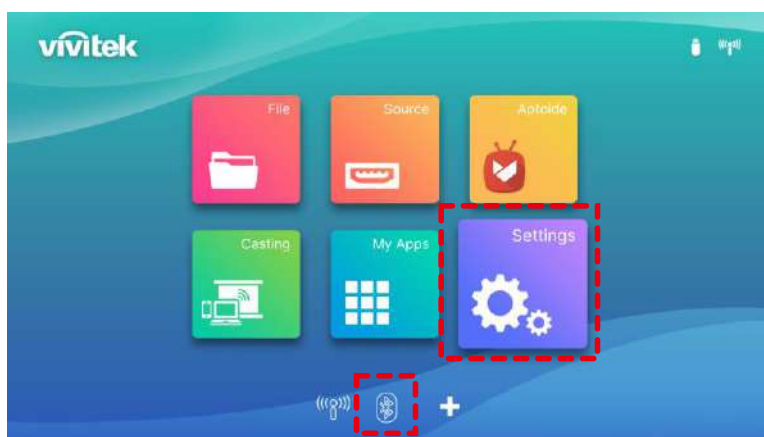 vivitek
File
Source
Aptoide
Casting
My Apps
Settings